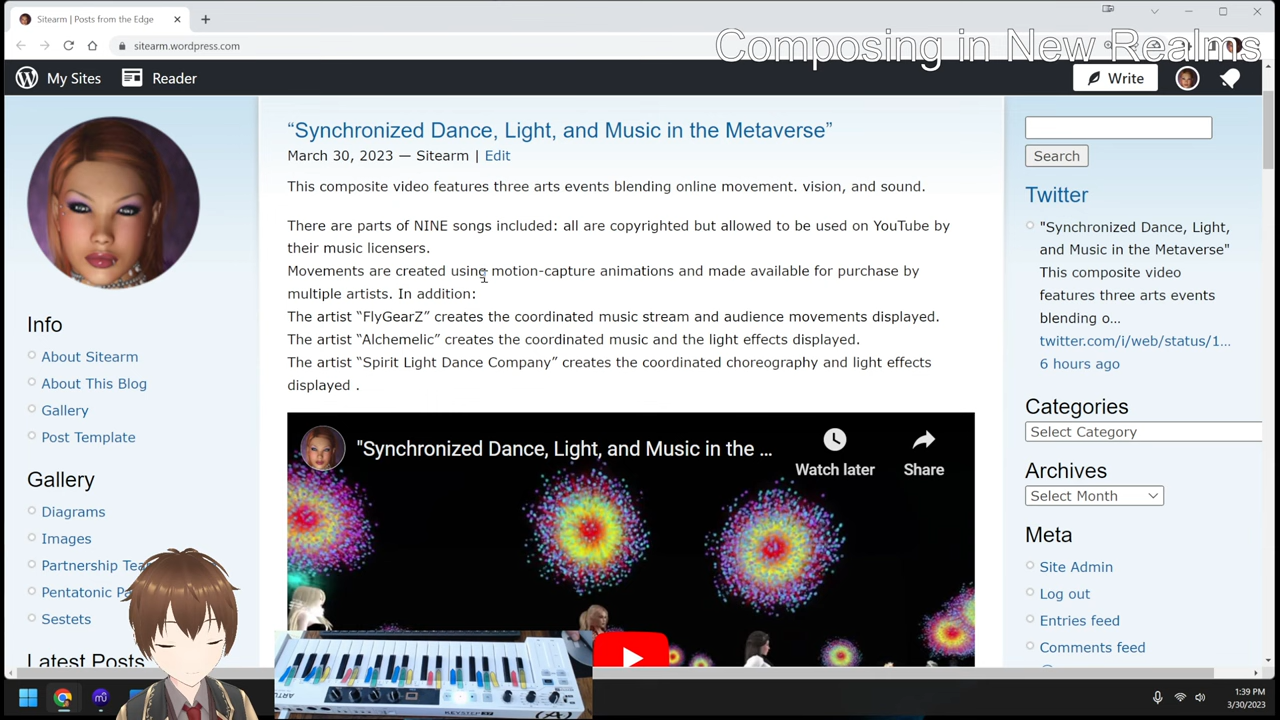 Sitearm | Posts from the Edge
sitearm.wordpress.com
Composing in New Realms
My Sites
Reader
Write
“Synchronized Dance, Light, and Music in the Metaverse”
March 30, 2023 — Sitearm | Edit
This composite video features three arts events blending online movement. vision, and sound.
There are parts of NINE songs included: all are copyrighted but allowed to be used on YouTube by
their music licensers.
Movements are created using motion-capture animations and made available for purchase by
multiple artists. In addition:
The artist “FlyGearZ” creates the coordinated music stream and audience movements displayed.
The artist “Alchemelic” creates the coordinated music and the light effects displayed.
The artist “Spirit Light Dance Company” creates the coordinated choreography and light effects
displayed .
"Synchronized Dance, Light, and Music in the ...
Watch later
Share
Info
About Sitearm
About This Blog
Gallery
Post Template
Gallery
Diagrams
Images
Partnership
Pentatonic
Sestets
Latest Posts
Search
Twitter
"Synchronized Dance, Light,
and Music in the Metaverse"
This composite video
features three arts events
blending o...
twitter.com/i/web/status/1...
6 hours ago
Categories
Select Category
Archives
Select Month
Meta
Site Admin
Log out
Entries feed
Comments feed
KEYSTEP 37
1:39 PM
3/30/2023